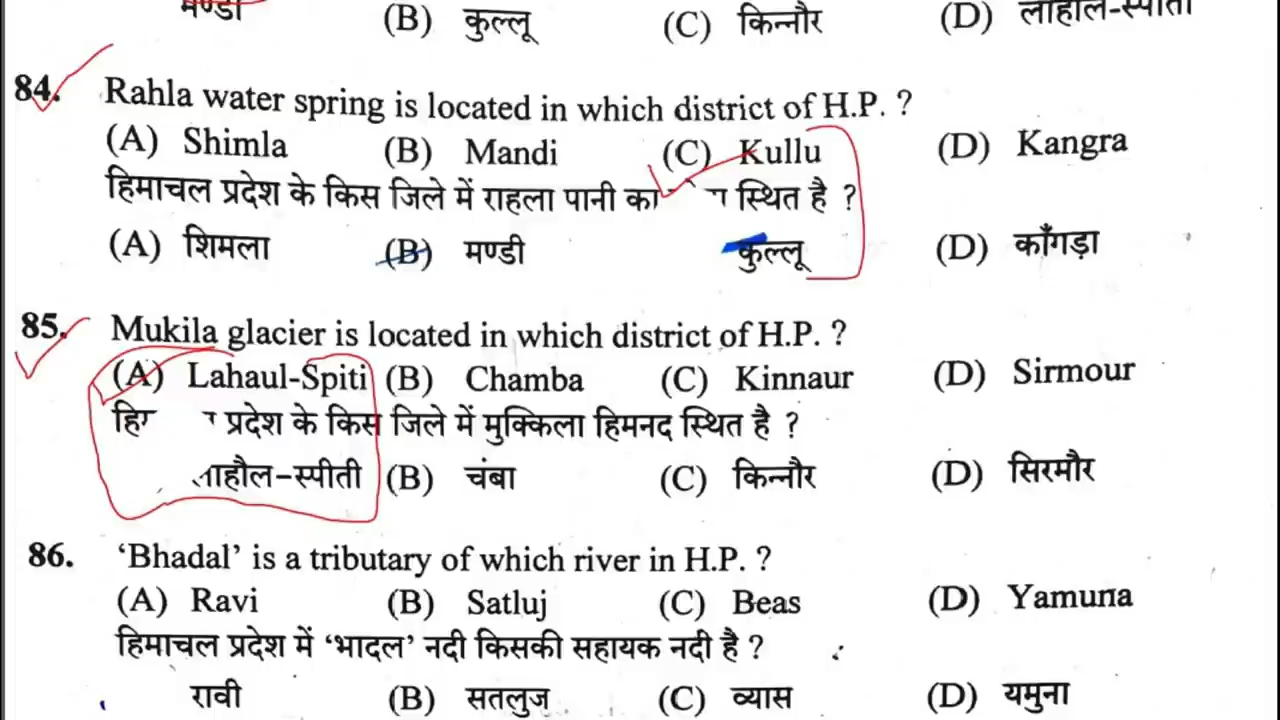 मण्डी (B) कुल्लू (C) किन्नौर (D) लाहौल-स्पीती
84. Rahla water spring is located in which district of H.P. ?
(A) Shimla (B) Mandi (C) Kullu (D) Kangra
हिमाचल प्रदेश के किस जिले में राहला पानी का स्थित है ?
(A) शिमला (B) मण्डी कुल्लू (D) काँगड़ा
85. Mukila glacier is located in which district of H.P. ?
(A) Lahaul-Spiti (B) Chamba (C) Kinnaur (D) Sirmour
प्रदेश के किस जिले में मुक्किला हिमनद स्थित है ?
लाहौल-स्पीती (B) चंबा (C) किन्नौर (D) सिरमौर
86. ‘Bhadal’ is a tributary of which river in H.P. ?
(A) Ravi (B) Satluj (C) Beas (D) Yamuna
हिमाचल प्रदेश में ‘भादल’ नदी किसकी सहायक नदी है ?
रावी (B) सतलुज (C) व्यास (D) यमुना